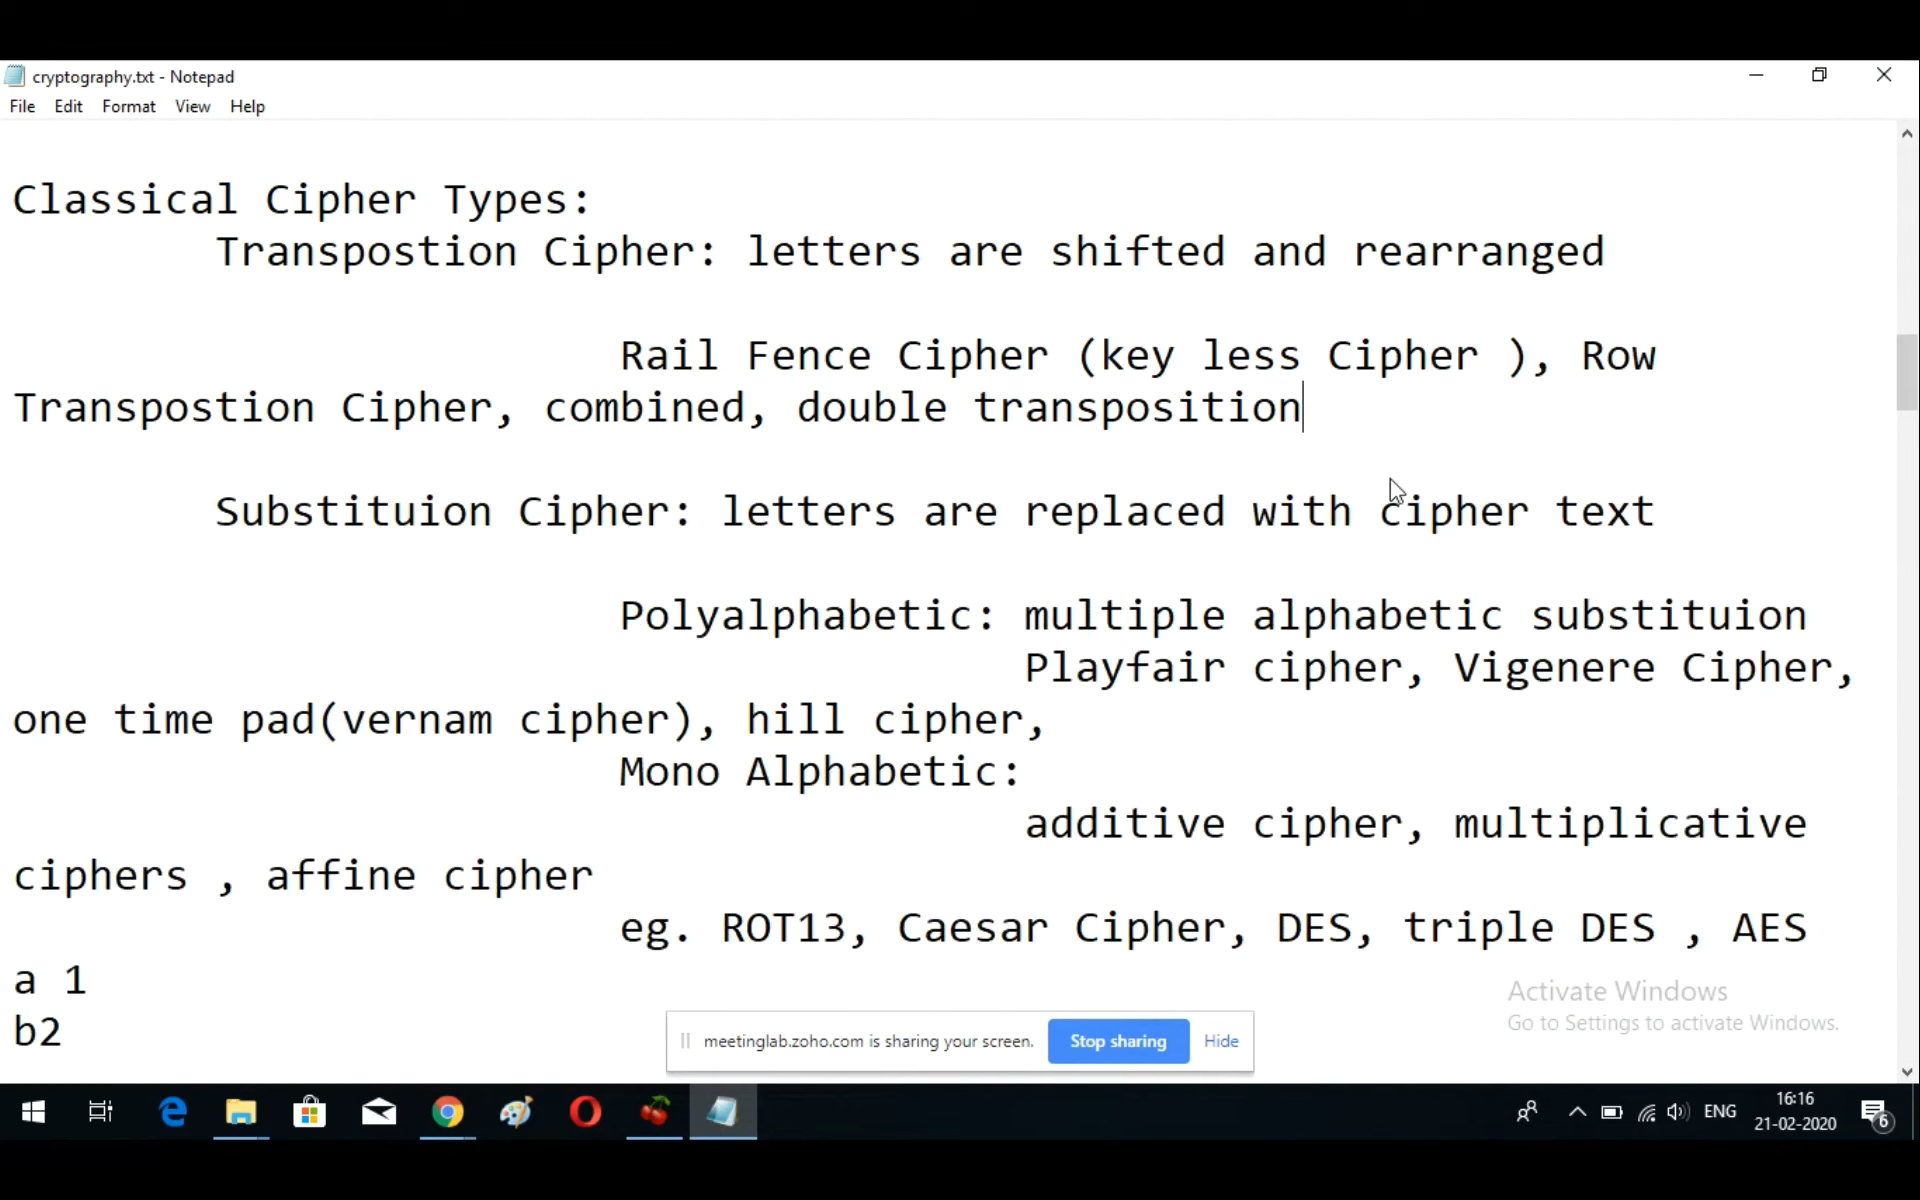 cryptography.txt - Notepad
File Edit Format View Help
Classical Cipher Types:
Transpostion Cipher: letters are shifted and rearranged
Rail Fence Cipher (key less Cipher ), Row
Transpostion Cipher, combined, double transposition
Substituion Cipher: letters are replaced with cipher text
Polyalphabetic: multiple alphabetic substituion
Playfair cipher, Vigenere Cipher,
one time pad(vernam cipher), hill cipher,
Mono Alphabetic:
additive cipher, multiplicative
ciphers , affine cipher
eg. ROT13, Caesar Cipher, DES, triple DES , AES
a 1
b2
Activate Windows
Go to Settings to activate Windows.
meetinglab.zoho.com is sharing your screen. Stop sharing Hide
ENG
16:16
21-02-2020
6